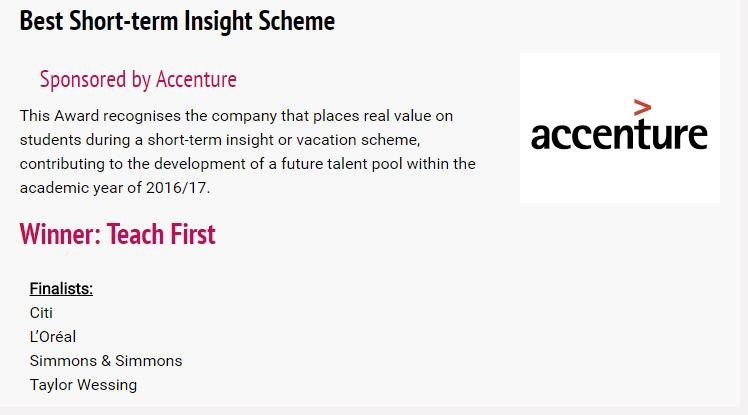 Best Short-term Insight Scheme
Sponsored by Accenture
This Award recognises the company that places real value on
students during a short-term insight or vacation scheme,
contributing to the development of a future talent pool within the
academic year of 2016/17.
>
accenture
Winner: Teach First
Finalists:
Citi
L’Oréal
Simmons & Simmons
Taylor Wessing